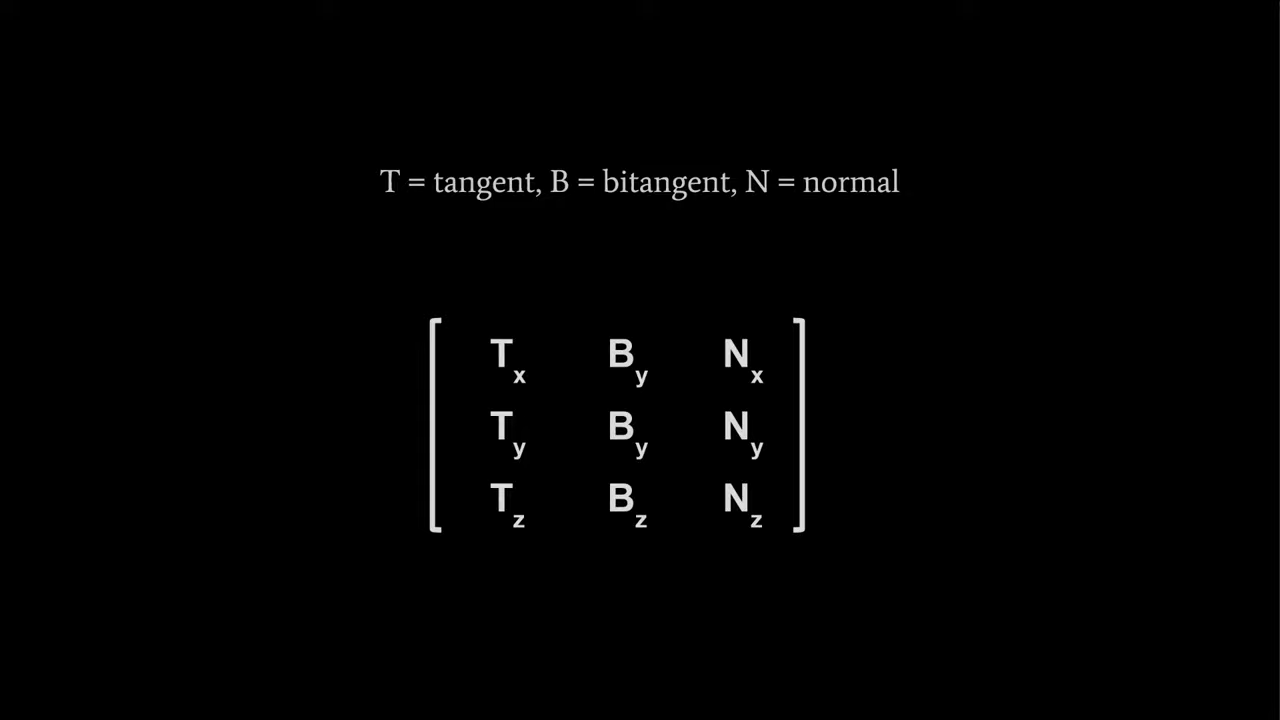 T = tangent, B = bitangent, N = normal
Tx By Nx
Ty By Ny
Tz Bz Nz